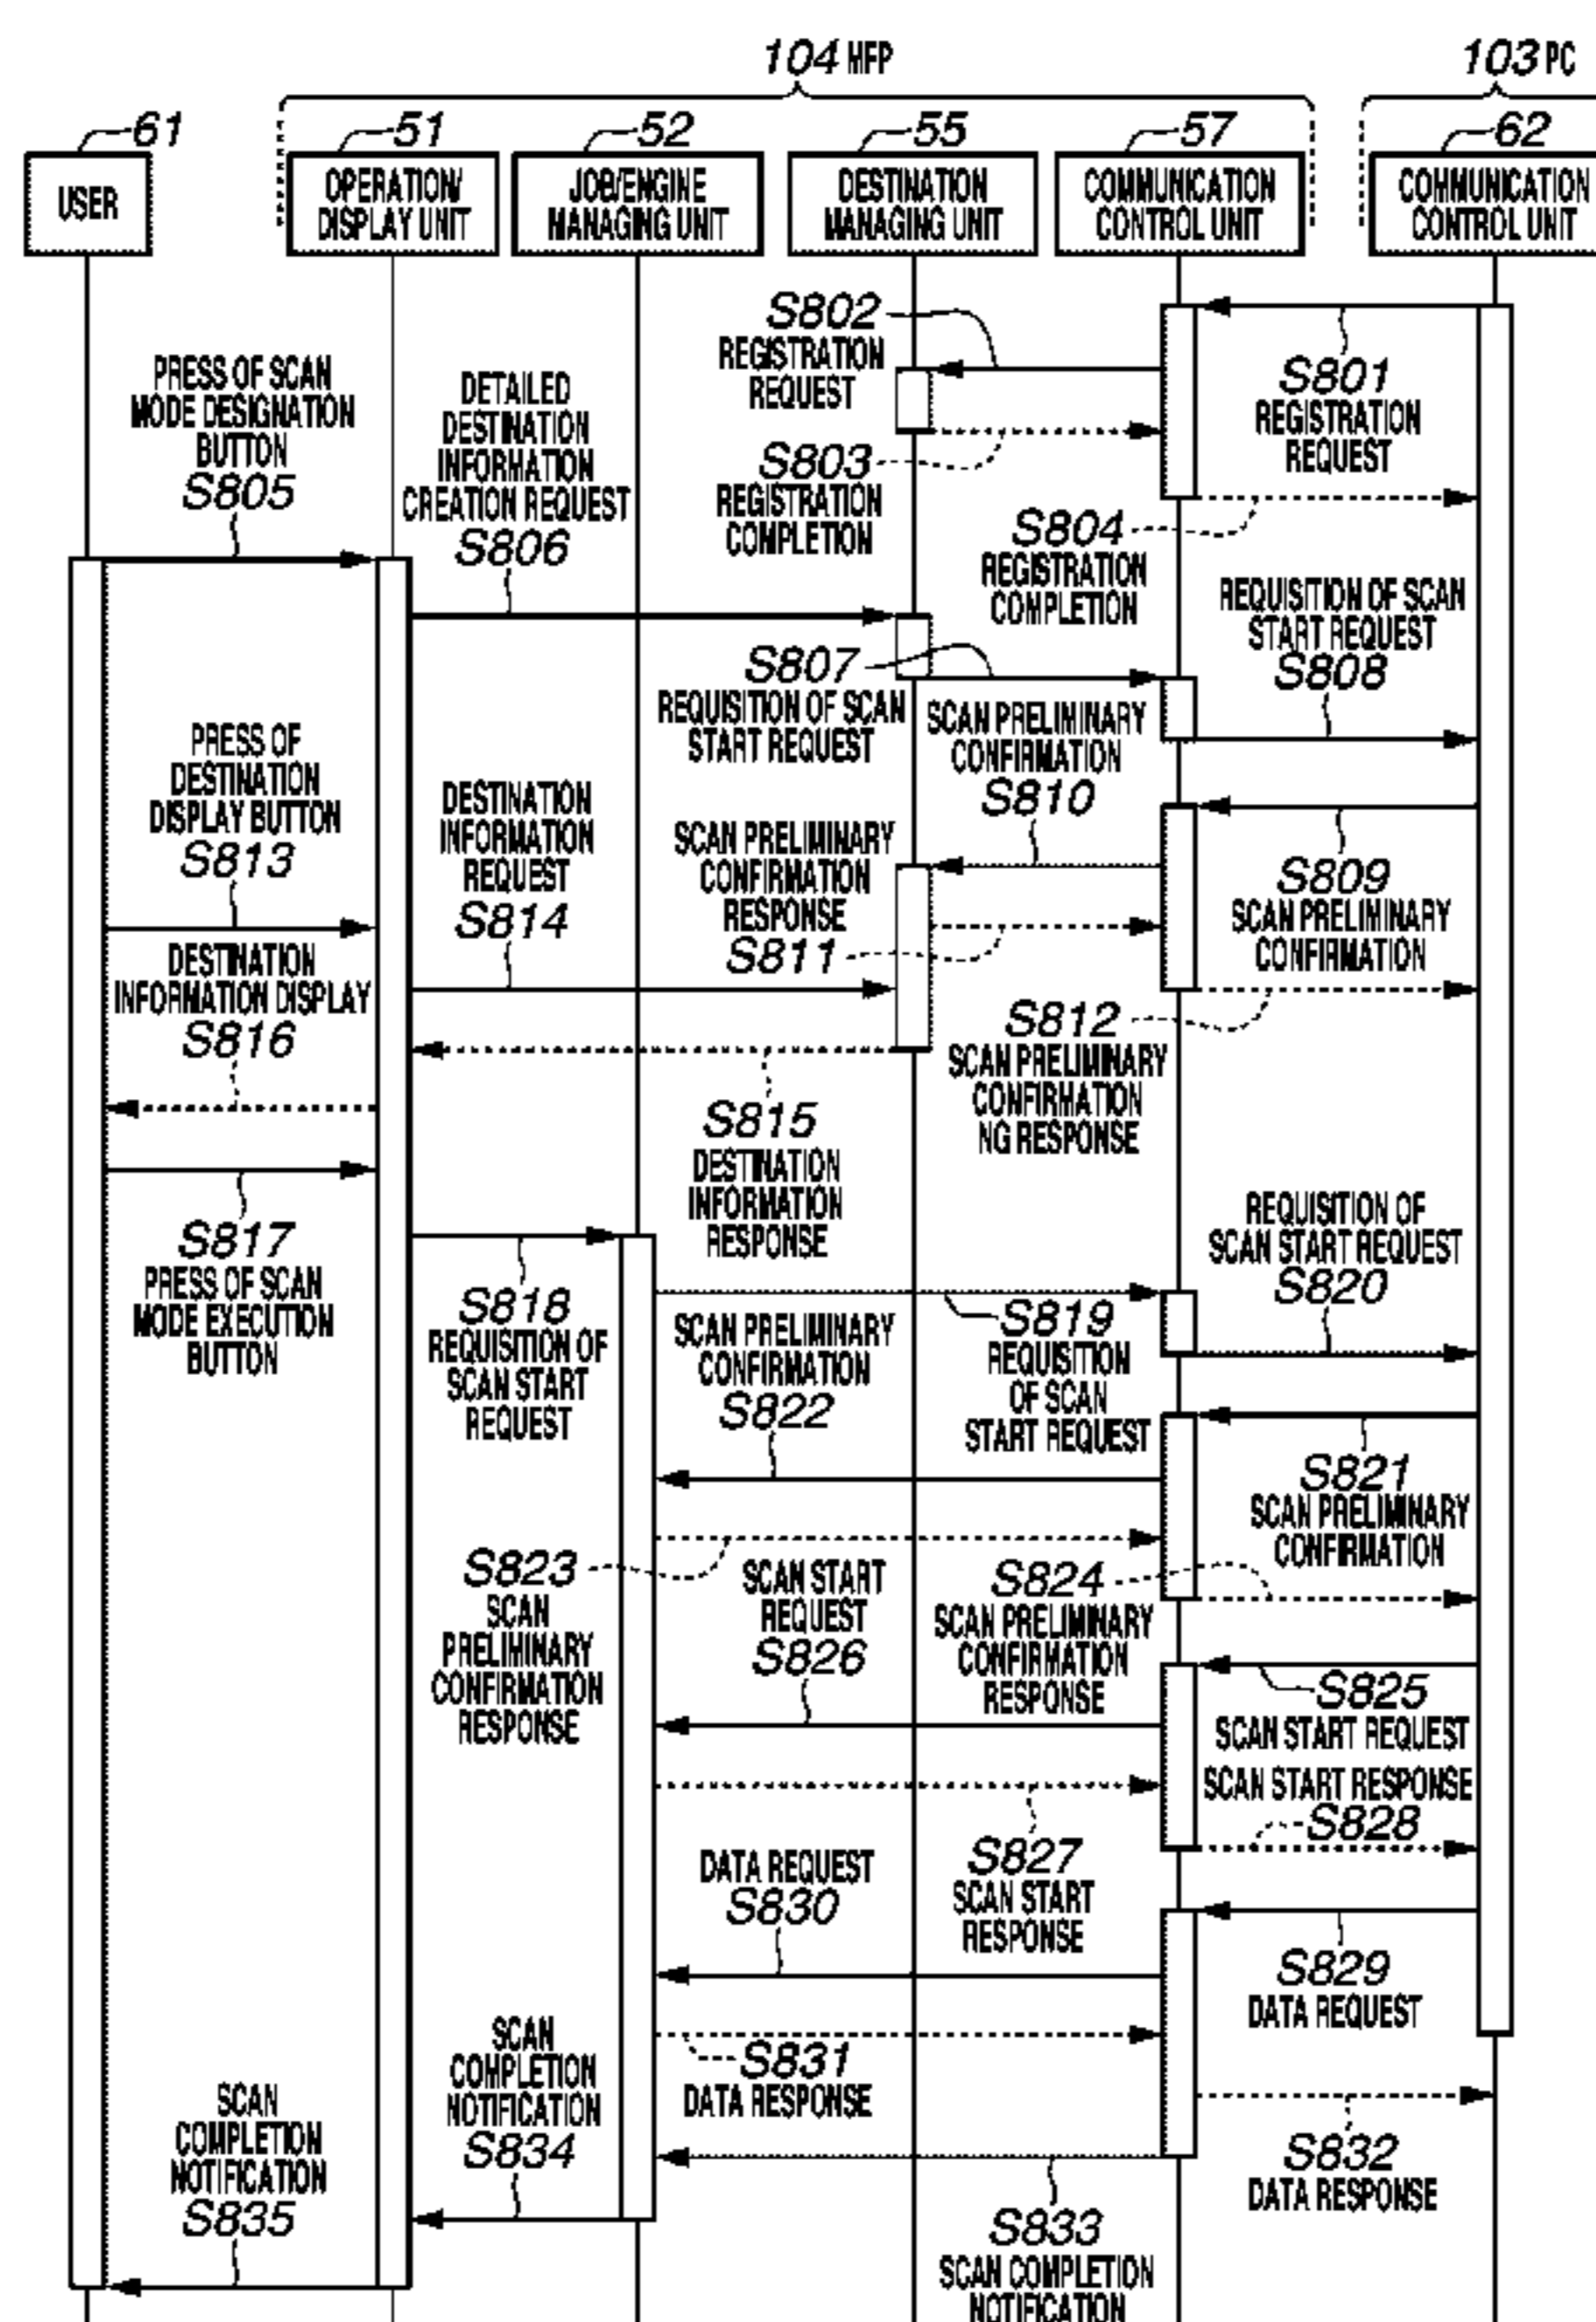 104 MFP
103 PC
61
51
52
55
57
62
USER
OPERATION/
DISPLAY UNIT
JOB/ENGINE
MANAGING UNIT
DESTINATION
MANAGING UNIT
COMMUNICATION
CONTROL UNIT
COMMUNICATION
CONTROL UNIT
S801
REGISTRATION
REQUEST
S802
REGISTRATION
REQUEST
S803
REGISTRATION
COMPLETION
S804
REGISTRATION
COMPLETION
PRESS OF SCAN
MODE DESIGNATION
BUTTON
S805
DETAILED
DESTINATION
INFORMATION
CREATION REQUEST
S806
S807
REQUISITION OF SCAN
START REQUEST
REQUISITION OF SCAN
START REQUEST
S808
S809
SCAN PRELIMINARY
CONFIRMATION
SCAN PRELIMINARY
CONFIRMATION
S810
SCAN PRELIMINARY
CONFIRMATION
RESPONSE
S811
S812
SCAN PRELIMINARY
CONFIRMATION
NG RESPONSE
PRESS OF
DESTINATION
DISPLAY BUTTON
S813
DESTINATION
INFORMATION
REQUEST
S814
S815
DESTINATION
INFORMATION
RESPONSE
DESTINATION
INFORMATION DISPLAY
S816
S817
PRESS OF SCAN
MODE EXECUTION
BUTTON
S818
REQUISITION OF
SCAN START
REQUEST
S819
REQUISITION
OF SCAN
START REQUEST
REQUISITION OF
SCAN START REQUEST
S820
S821
SCAN PRELIMINARY
CONFIRMATION
SCAN PRELIMINARY
CONFIRMATION
S822
S823
SCAN
PRELIMINARY
CONFIRMATION
RESPONSE
S824
SCAN PRELIMINARY
CONFIRMATION
RESPONSE
S825
SCAN START REQUEST
SCAN START
REQUEST
S826
S827
SCAN START
RESPONSE
SCAN START RESPONSE
S828
S829
DATA REQUEST
DATA REQUEST
S830
S831
DATA RESPONSE
S832
DATA RESPONSE
S833
SCAN COMPLETION
NOTIFICATION
SCAN
COMPLETION
NOTIFICATION
S834
SCAN
COMPLETION
NOTIFICATION
S835